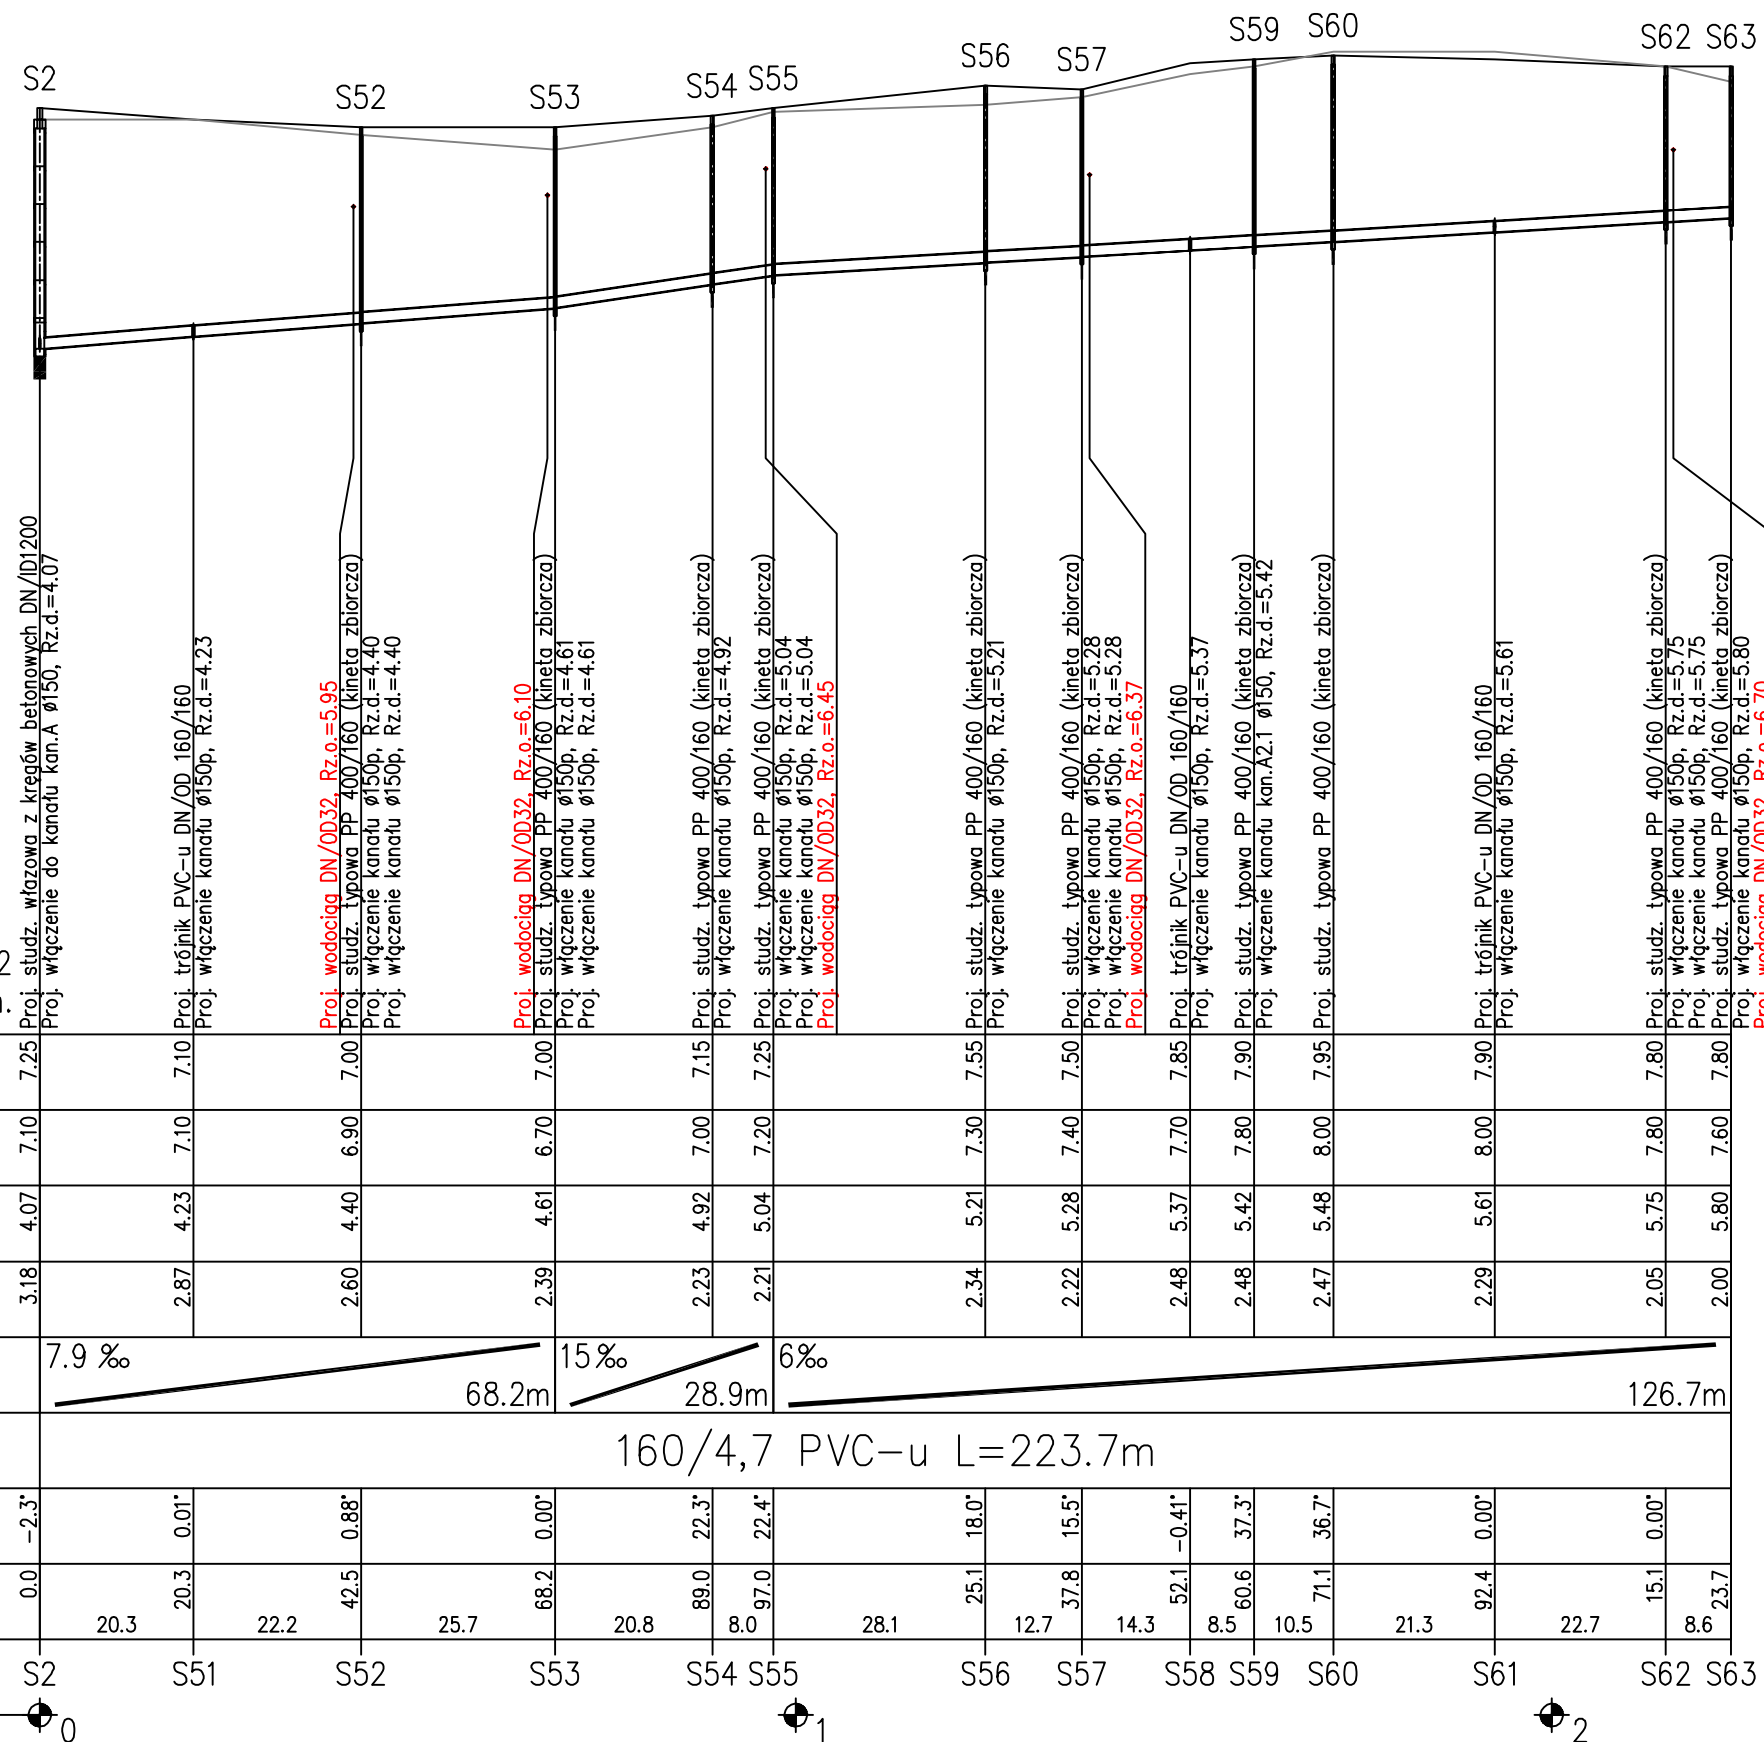 S2
S52
S53
S54
S55
S56
S57
S59
S60
S62
S63
Proj. studz. włazowa z kręgów betonowych DN/ID1200
Proj. włączenie do kanału kan.A ø150, Rz.d.=4.07
Proj. trójnik PVC-u DN/OD 160/160
Proj. włączenie kanału ø150p, Rz.d.=4.23
Proj. wodociąg DN/OD32, Rz.o.=5.95
Proj. studz. typowa PP 400/160 (kineta zbiorcza)
Proj. włączenie kanału ø150p, Rz.d.=4.40
Proj. włączenie kanału ø150p, Rz.d.=4.40
Proj. wodociąg DN/OD32, Rz.o.=6.10
Proj. studz. typowa PP 400/160 (kineta zbiorcza)
Proj. włączenie kanału ø150p, Rz.d.=4.61
Proj. włączenie kanału ø150p, Rz.d.=4.61
Proj. studz. typowa PP 400/160 (kineta zbiorcza)
Proj. włączenie kanału ø150p, Rz.d.=4.92
Proj. studz. typowa PP 400/160 (kineta zbiorcza)
Proj. włączenie kanału ø150p, Rz.d.=5.04
Proj. włączenie kanału ø150p, Rz.d.=5.04
Proj. wodociąg DN/OD32, Rz.o.=6.45
Proj. studz. typowa PP 400/160 (kineta zbiorcza)
Proj. włączenie kanału ø150p, Rz.d.=5.21
Proj. studz. typowa PP 400/160 (kineta zbiorcza)
Proj. włączenie kanału ø150p, Rz.d.=5.28
Proj. włączenie kanału ø150p, Rz.d.=5.28
Proj. wodociąg DN/OD32, Rz.o.=6.37
Proj. trójnik PVC-u DN/OD 160/160
Proj. włączenie kanału ø150p, Rz.d.=5.37
Proj. studz. typowa PP 400/160 (kineta zbiorcza)
Proj. włączenie kanału kan.A2.1 ø150, Rz.d.=5.42
Proj. studz. typowa PP 400/160 (kineta zbiorcza)
Proj. trójnik PVC-u DN/OD 160/160
Proj. włączenie kanału ø150p, Rz.d.=5.61
Proj. studz. typowa PP 400/160 (kineta zbiorcza)
Proj. włączenie kanału ø150p, Rz.d.=5.75
Proj. włączenie kanału ø150p, Rz.d.=5.75
Proj. studz. typowa PP 400/160 (kineta zbiorcza)
Proj. włączenie kanału ø150p, Rz.d.=5.80
Proj. wodociąg DN/OD32, Rz.o.=6.70
2
7.25 7.10 7.00 7.00 7.15 7.25 7.55 7.50 7.85 7.90 7.95 7.90 7.80 7.80
7.10 7.10 6.90 6.70 7.00 7.20 7.30 7.40 7.70 7.80 8.00 8.00 7.80 7.60
4.07 4.23 4.40 4.61 4.92 5.04 5.21 5.28 5.37 5.42 5.48 5.61 5.75 5.80
3.18 2.87 2.60 2.39 2.23 2.21 2.34 2.22 2.48 2.48 2.47 2.29 2.05 2.00
7.9 ‰ 15‰ 6‰
68.2m 28.9m 126.7m
160/4,7 PVC-u L=223.7m
-2.3° 0.01° 0.88° 0.00° 22.3° 22.4° 18.0° 15.5° -0.41° 37.3° 36.7° 0.00° 0.00°
0.0 20.3 42.5 68.2 89.0 97.0 25.1 37.8 52.1 60.6 71.1 92.4 15.1 23.7
20.3 22.2 25.7 20.8 8.0 28.1 12.7 14.3 8.5 10.5 21.3 22.7 8.6
S2 S51 S52 S53 S54 S55 S56 S57 S58 S59 S60 S61 S62 S63
0 1 2